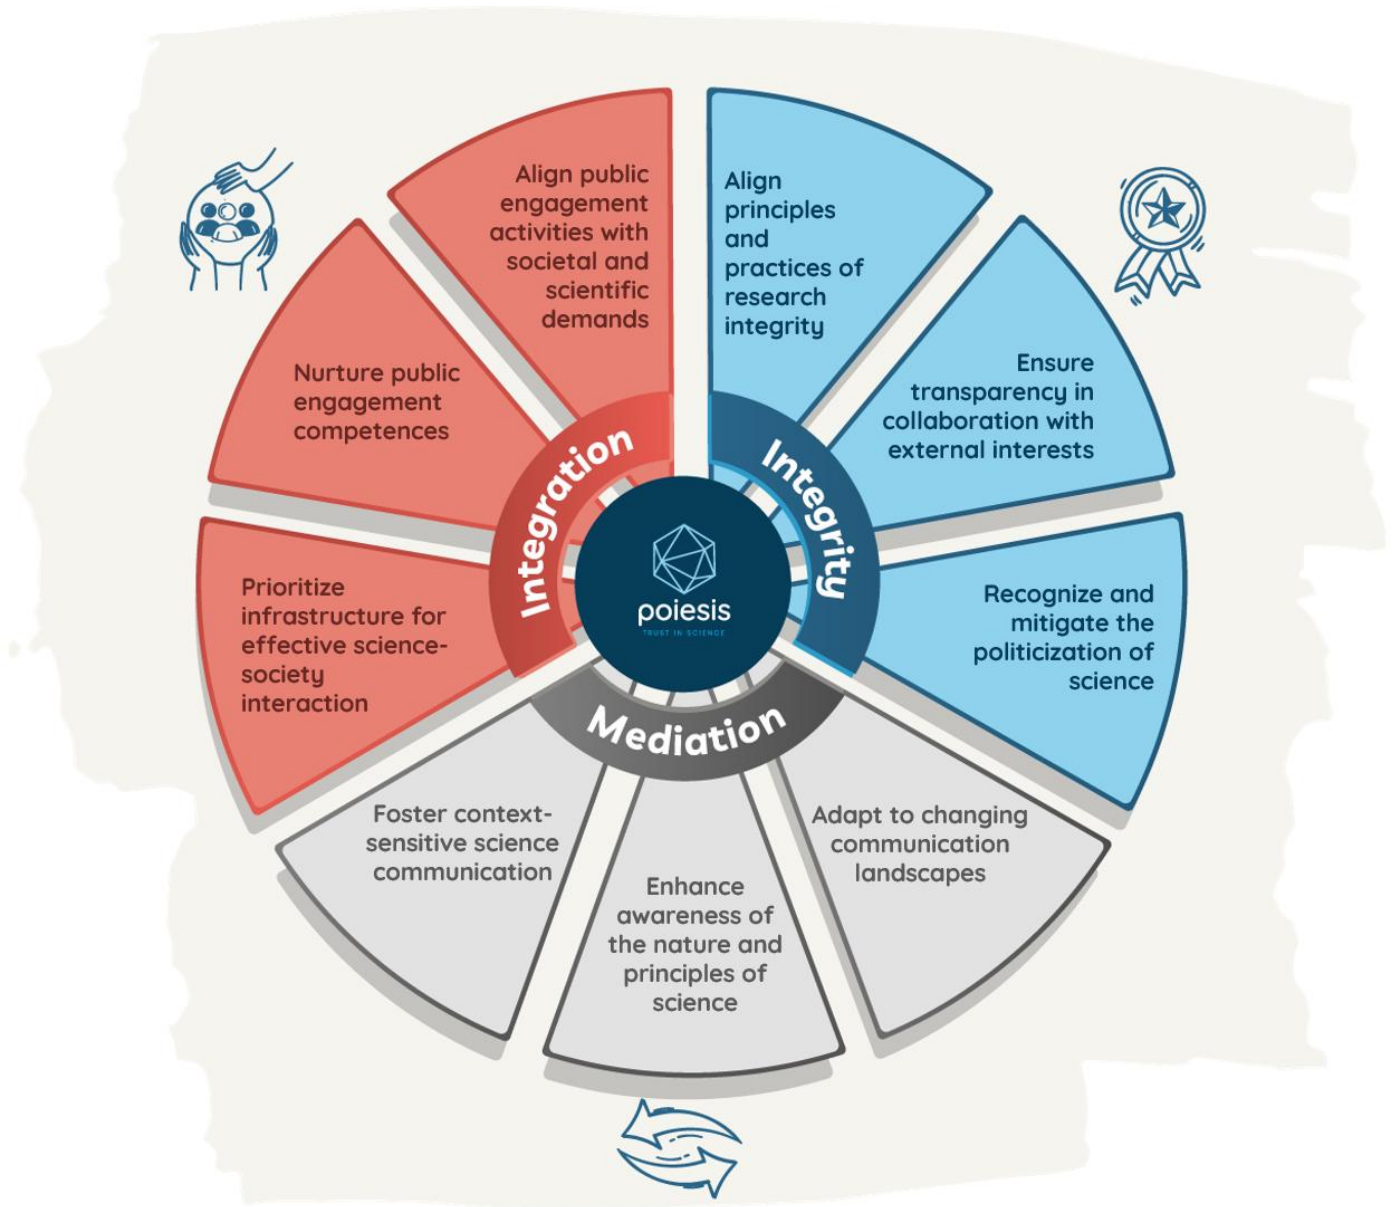 Align public
engagement
activities with
societal and
scientific
demands
Align
principles
and
practices of
research
integrity
Nurture public
engagement
competences
Ensure
transparency in
collaboration with
external interests
Integration
Integrity
Prioritize
infrastructure for
effective science-
society
interaction
poiesis
TRUST IN SCIENCE
Recognize and
mitigate the
politicization of
science
Mediation
Foster context-
sensitive science
communication
Enhance
awareness of
the nature and
principles of
science
Adapt to changing
communication
landscapes